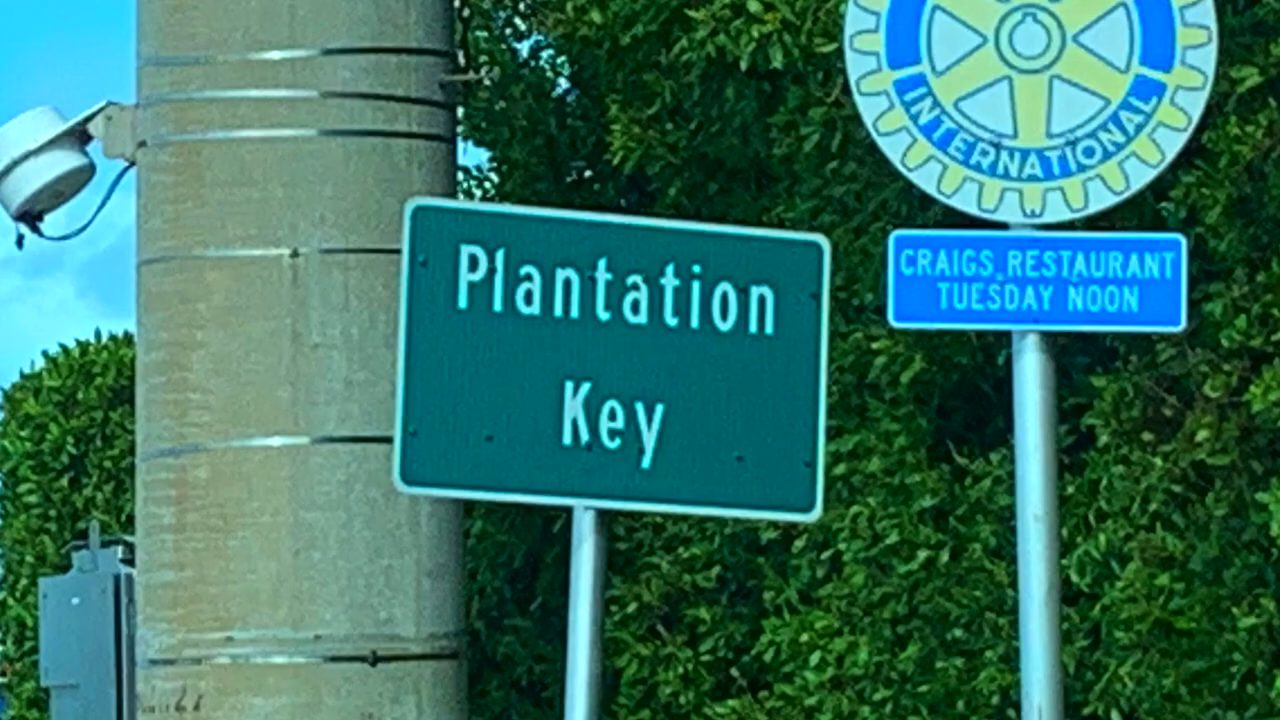 Plantation
Key
INTERNATIONAL
CRAIGS RESTAURANT
TUESDAY NOON